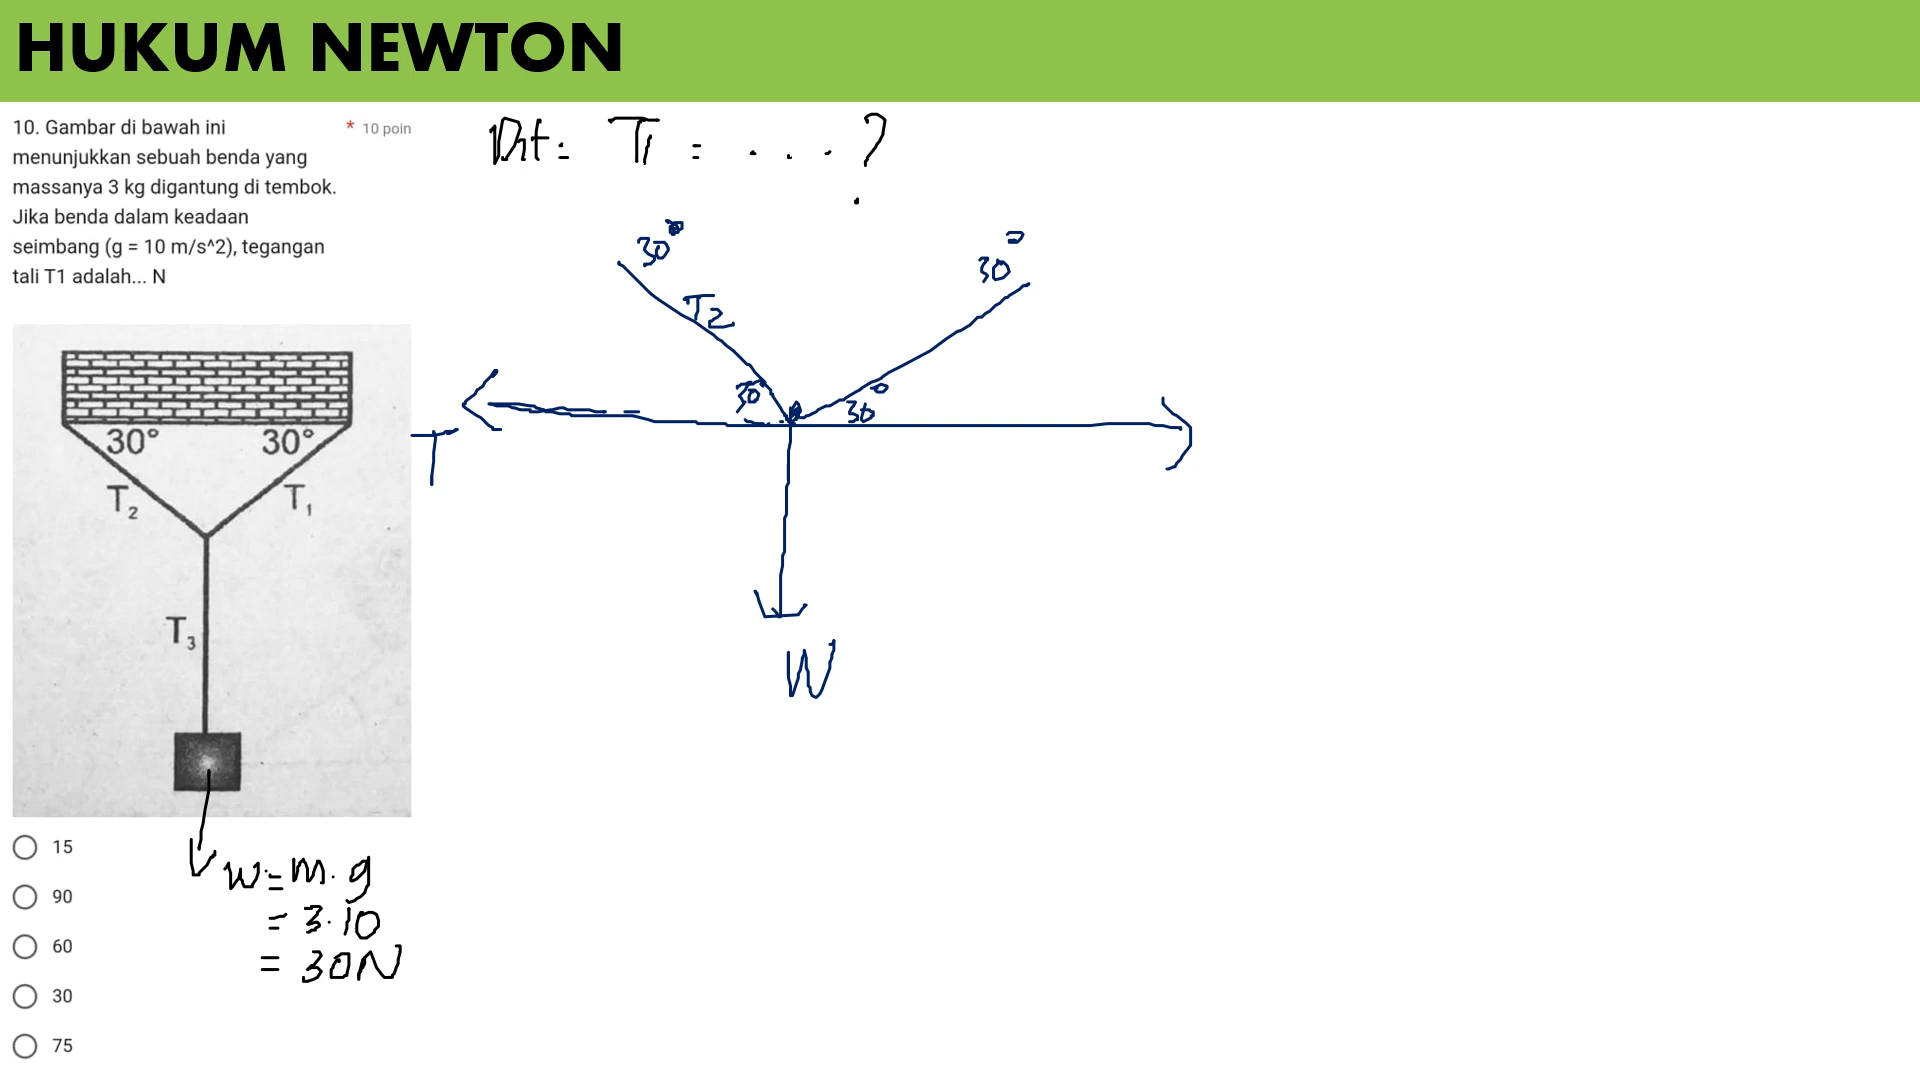 HUKUM NEWTON
10. Gambar di bawah ini
* 10 poin
menunjukkan sebuah benda yang
massanya 3 kg digantung di tembok.
Jika benda dalam keadaan
seimbang (g = 10 m/s^2), tegangan
tali T1 adalah... N
Dit: T1 = . . . . ?
30°
30°
T2
30°
30°
T
W
30° 30°
T₂
T₁
T₃
W = m . g
= 3 . 10
= 30 N
15
90
60
30
75